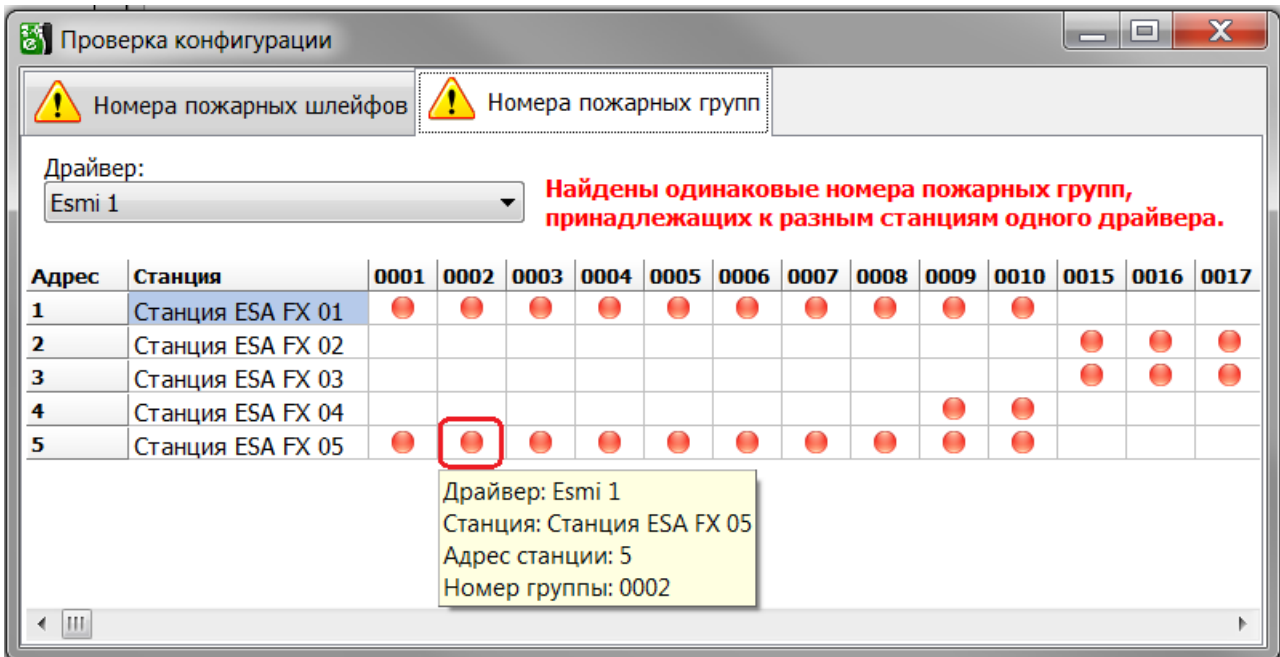 Проверка конфигурации
Номера пожарных шлейфов
Номера пожарных групп
Драйвер:
Esmi 1
Найдены одинаковые номера пожарных групп,
принадлежащих к разным станциям одного драйвера.
Адрес Станция 0001 0002 0003 0004 0005 0006 0007 0008 0009 0010 0015 0016 0017
1 Станция ESA FX 01
2 Станция ESA FX 02
3 Станция ESA FX 03
4 Станция ESA FX 04
5 Станция ESA FX 05
Драйвер: Esmi 1
Станция: Станция ESA FX 05
Адрес станции: 5
Номер группы: 0002